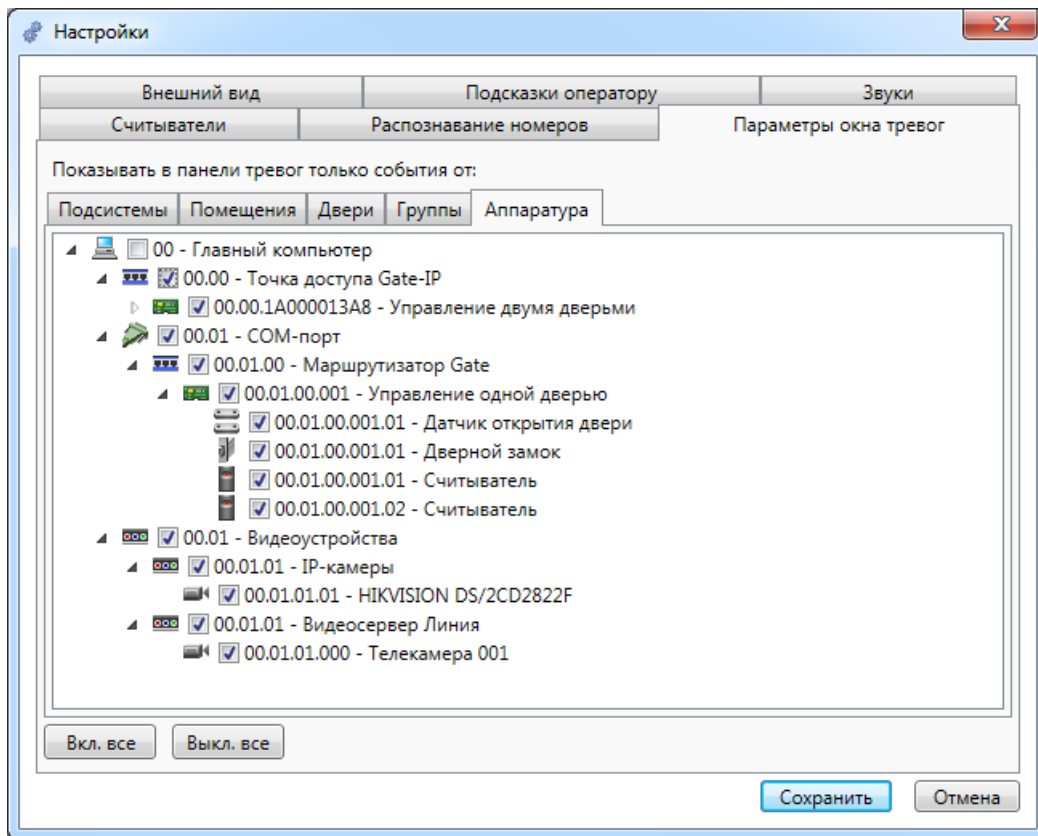 Настройки
Внешний вид
Подсказки оператору
Звуки
Считыватели
Распознавание номеров
Параметры окна тревог
Показывать в панели тревог только события от:
Подсистемы
Помещения
Двери
Группы
Аппаратура
00 - Главный компьютер
00.00 - Точка доступа Gate-IP
00.00.1A000013A8 - Управление двумя дверьми
00.01 - COM-порт
00.01.00 - Маршрутизатор Gate
00.01.00.001 - Управление одной дверью
00.01.00.001.01 - Датчик открытия двери
00.01.00.001.01 - Дверной замок
00.01.00.001.01 - Считыватель
00.01.00.001.02 - Считыватель
00.01 - Видеоустройства
00.01.01 - IP-камеры
00.01.01.01 - HIKVISION DS/2CD2822F
00.01.01 - Видеосервер Линия
00.01.01.000 - Телекамера 001
Вкл. все
Выкл. все
Сохранить
Отмена